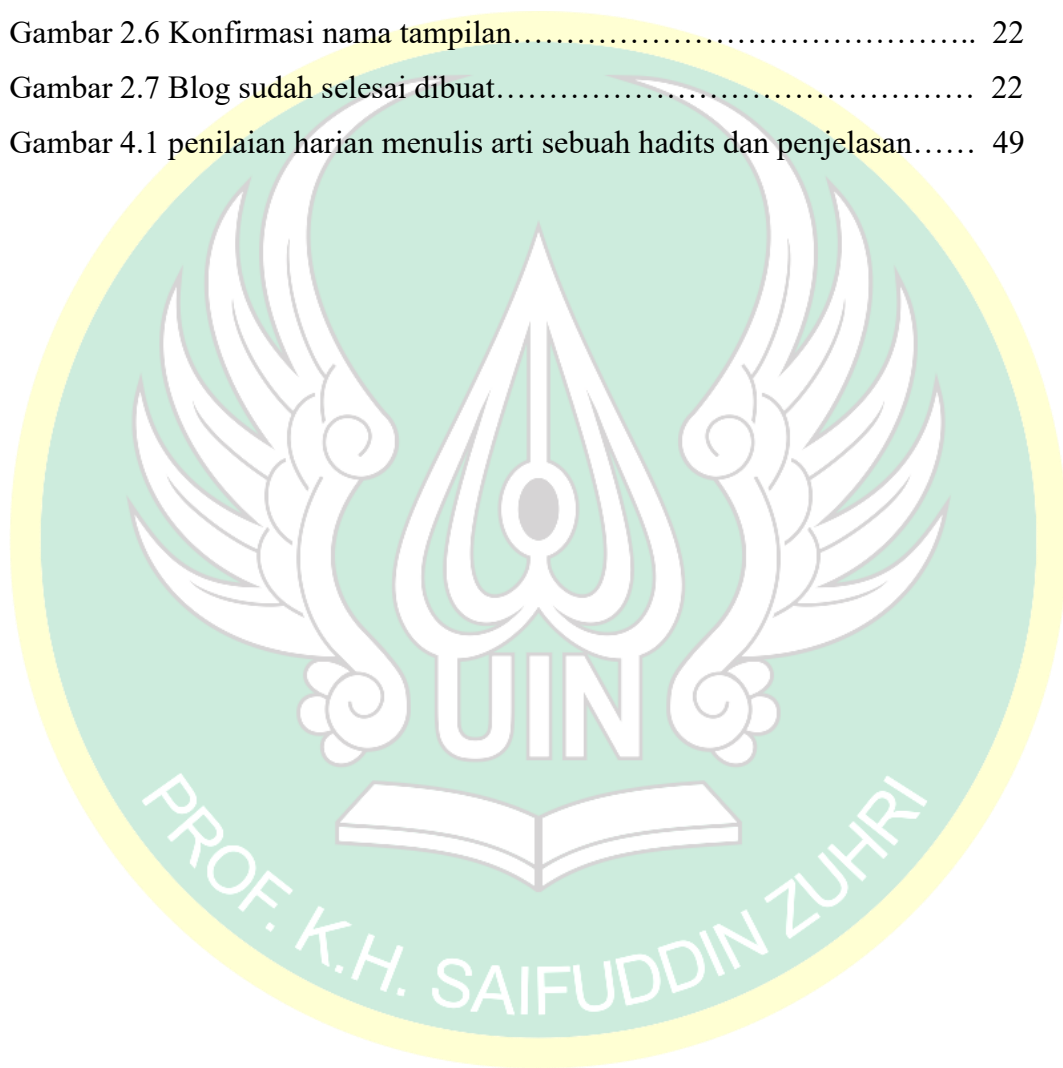 Gambar 2.6 Konfirmasi nama tampilan…………………………………….. 22
Gambar 2.7 Blog sudah selesai dibuat……………………………………… 22
Gambar 4.1 penilaian harian menulis arti sebuah hadits dan penjelasan…… 49
UIN
PROF. K.H. SAIFUDDIN ZUHRI